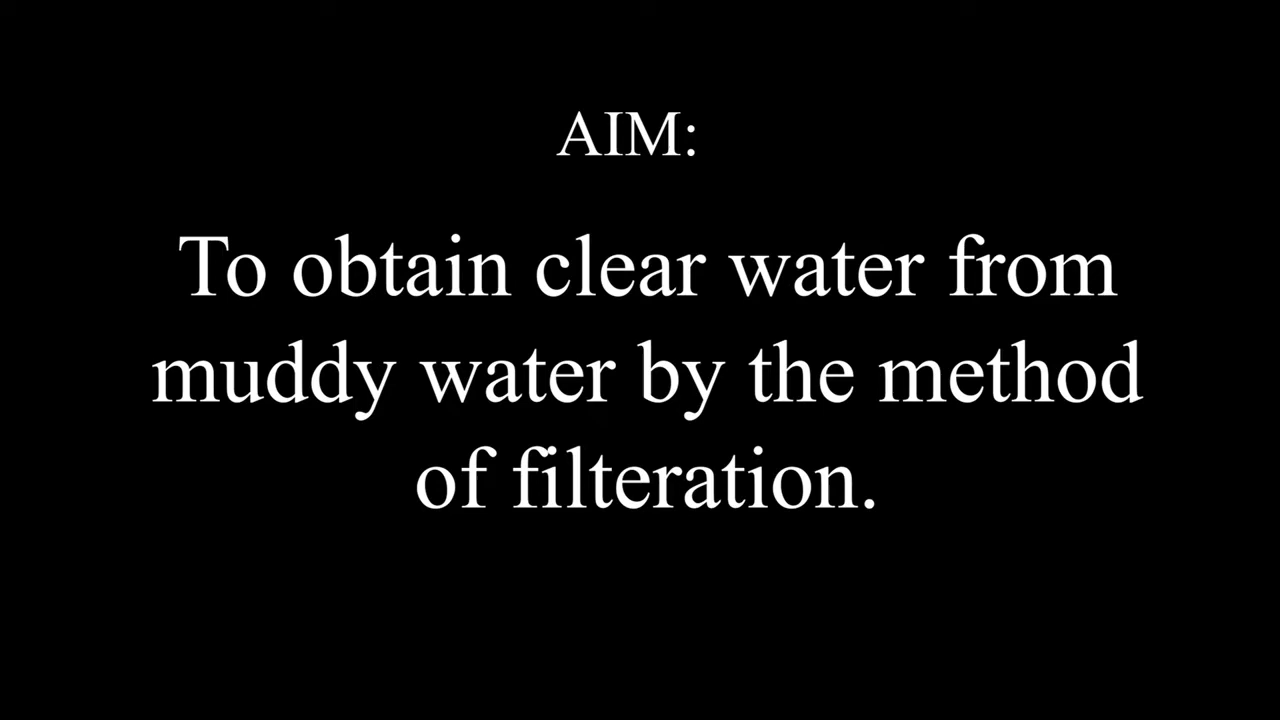 AIM:
To obtain clear water from
muddy water by the method
of filteration.